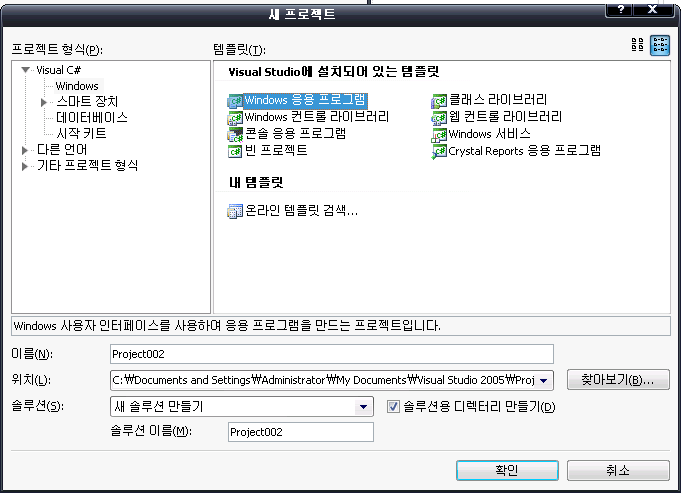 새 프로젝트
프로젝트 형식(P):
템플릿(T):
Visual C#
Windows
스마트 장치
데이터베이스
시작 키트
다른 언어
기타 프로젝트 형식
Visual Studio에 설치되어 있는 템플릿
Windows 응용 프로그램
클래스 라이브러리
Windows 컨트롤 라이브러리
웹 컨트롤 라이브러리
콘솔 응용 프로그램
Windows 서비스
빈 프로젝트
Crystal Reports 응용 프로그램
내 템플릿
온라인 템플릿 검색...
Windows 사용자 인터페이스를 사용하여 응용 프로그램을 만드는 프로젝트입니다.
이름(N):
Project002
위치(L):
C:₩Documents and Settings₩Administrator₩My Documents₩Visual Studio 2005₩Proj
찾아보기(B)...
솔루션(S):
새 솔루션 만들기
솔루션용 디렉터리 만들기(D)
솔루션 이름(M):
Project002
확인
취소